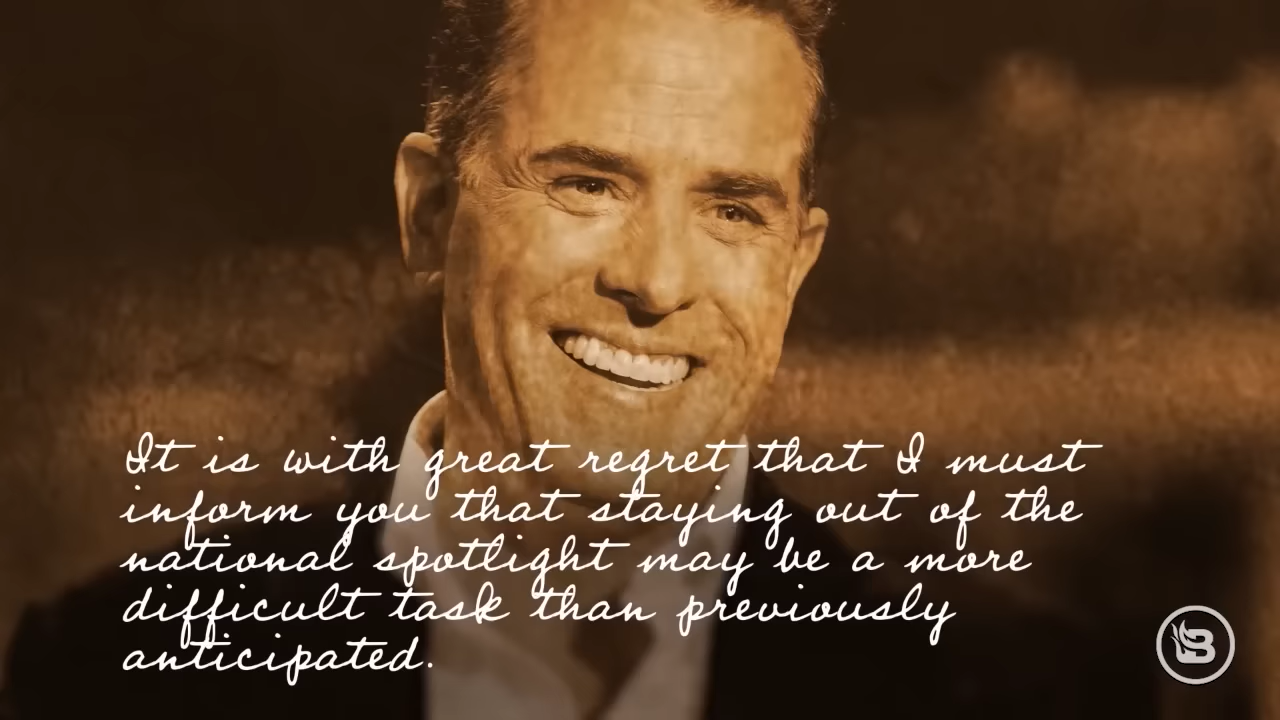 It is with great regret that I must
inform you that staying out of the
national spotlight may be a more
difficult task than previously
anticipated.
B